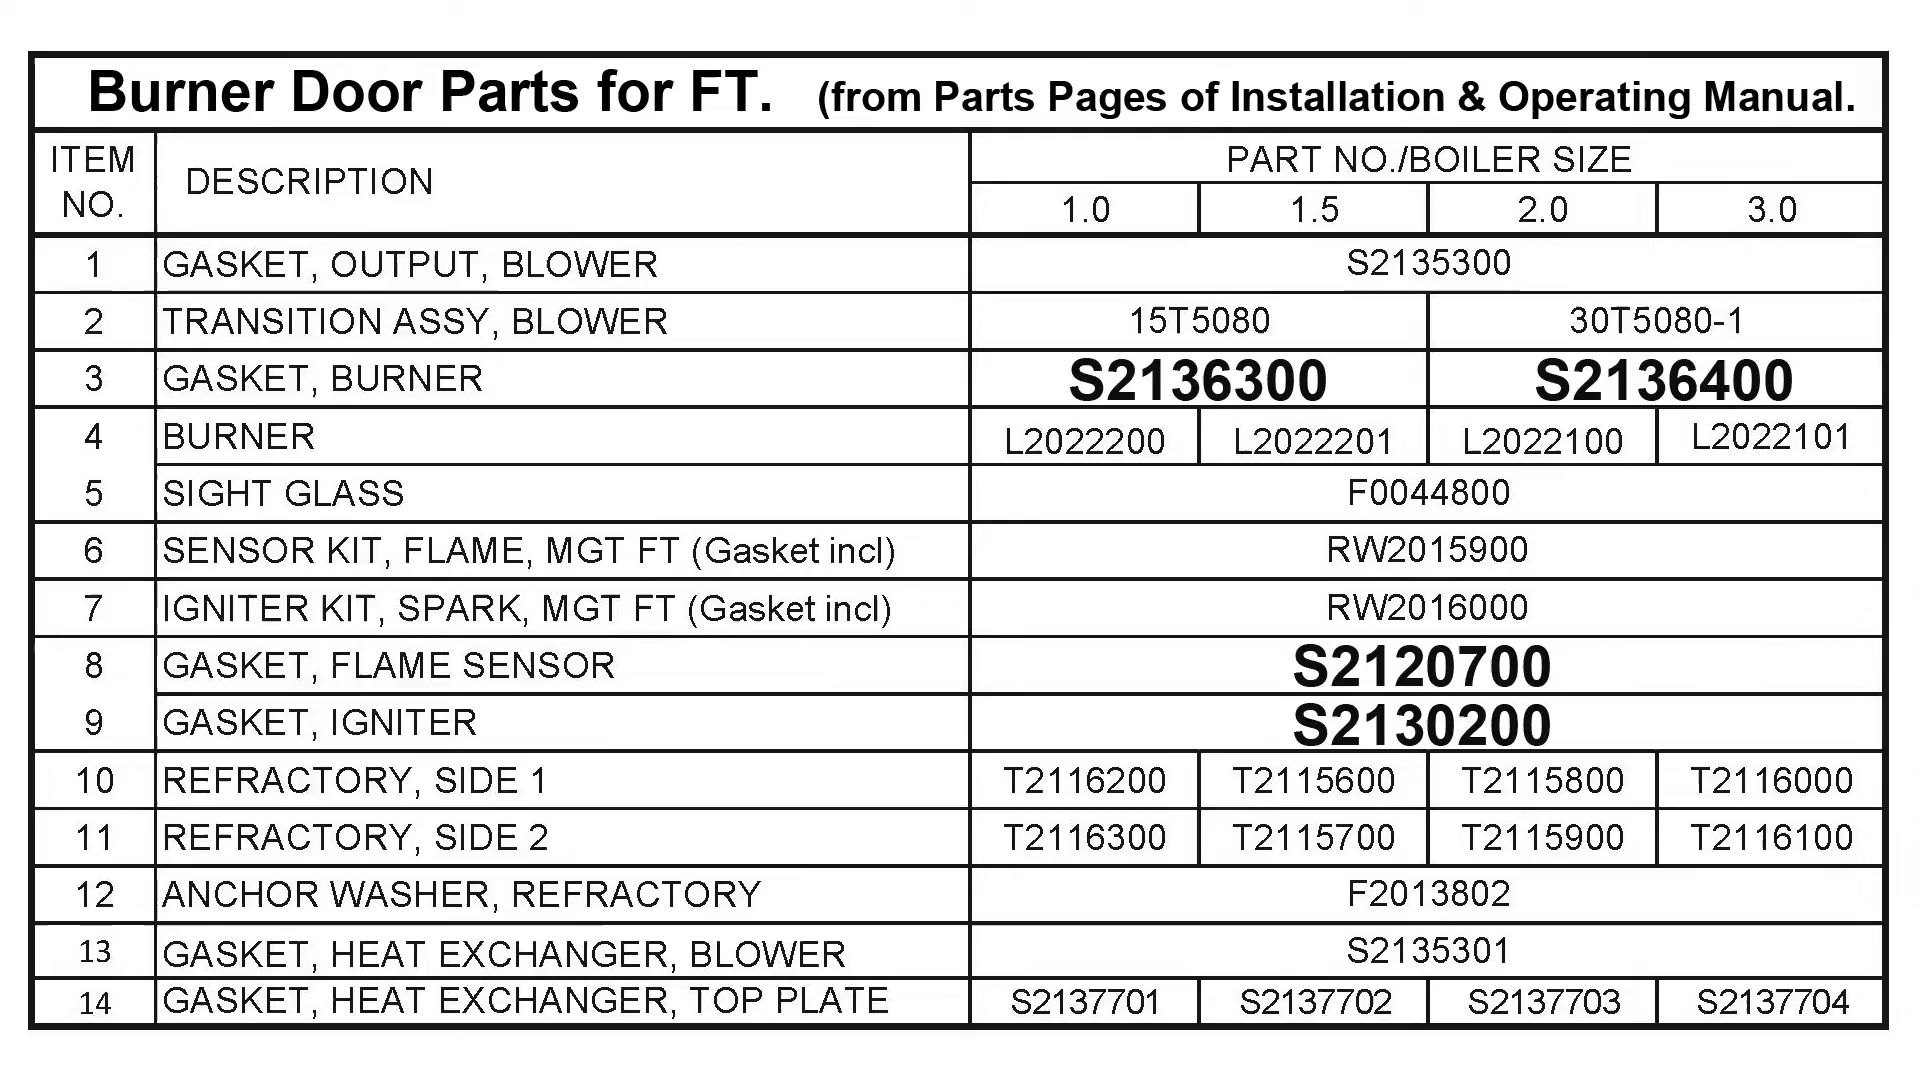 Burner Door Parts for FT. (from Parts Pages of Installation & Operating Manual.
ITEM NO. DESCRIPTION PART NO./BOILER SIZE
1.0 1.5 2.0 3.0
1 GASKET, OUTPUT, BLOWER S2135300
2 TRANSITION ASSY, BLOWER 15T5080 30T5080-1
3 GASKET, BURNER S2136300 S2136400
4 BURNER L2022200 L2022201 L2022100 L2022101
5 SIGHT GLASS F0044800
6 SENSOR KIT, FLAME, MGT FT (Gasket incl) RW2015900
7 IGNITER KIT, SPARK, MGT FT (Gasket incl) RW2016000
8 GASKET, FLAME SENSOR S2120700
9 GASKET, IGNITER S2130200
10 REFRACTORY, SIDE 1 T2116200 T2115600 T2115800 T2116000
11 REFRACTORY, SIDE 2 T2116300 T2115700 T2115900 T2116100
12 ANCHOR WASHER, REFRACTORY F2013802
13 GASKET, HEAT EXCHANGER, BLOWER S2135301
14 GASKET, HEAT EXCHANGER, TOP PLATE S2137701 S2137702 S2137703 S2137704